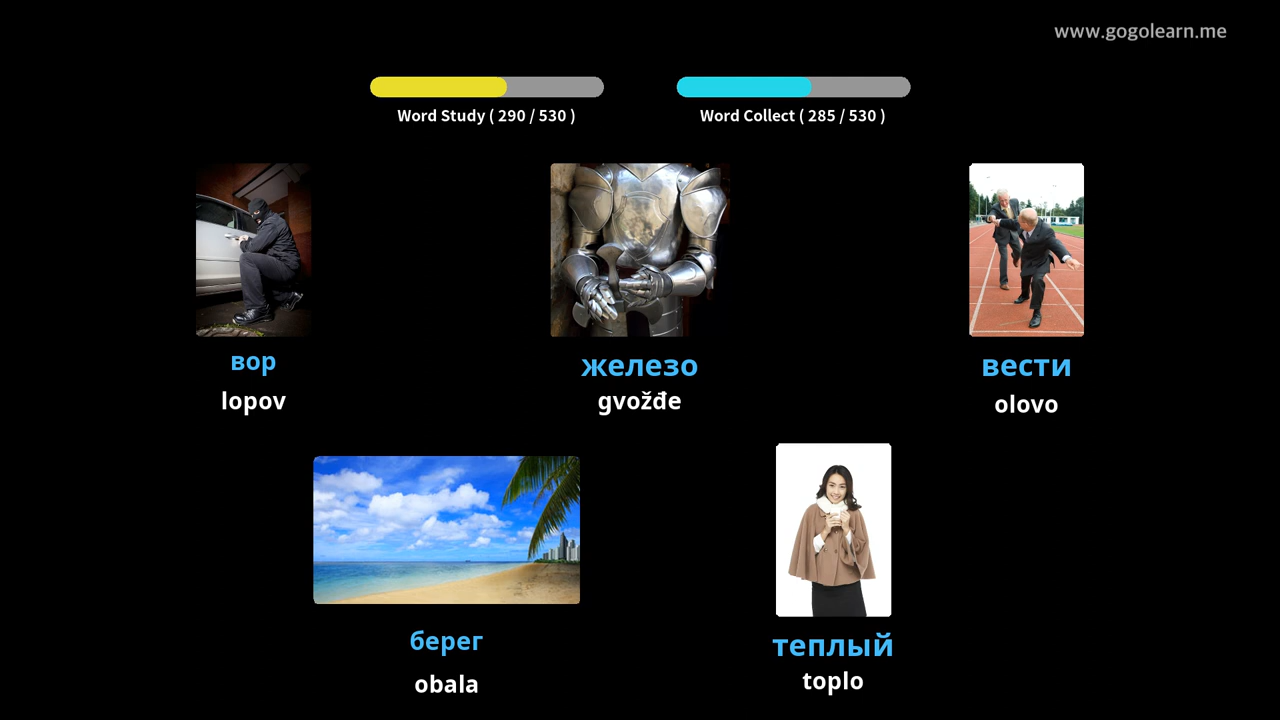 www.gogolearn.me
Word Study ( 290 / 530 )
Word Collect ( 285 / 530 )
вор
lopov
железо
gvožđe
вести
olovo
берег
obala
теплый
toplo